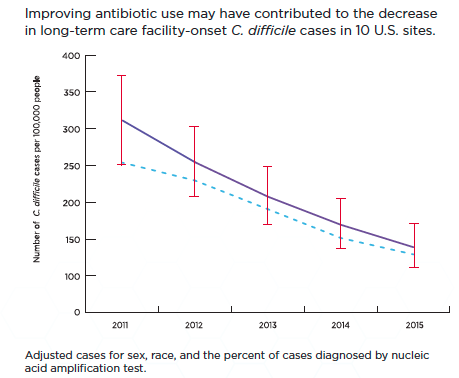 Improving antibiotic use may have contributed to the decrease
in long-term care facility-onset C. difficile cases in 10 U.S. sites.
Number of C. difficile cases per 100,000 people
400
350
300
250
200
150
100
0
2011 2012 2013 2014 2015
Adjusted cases for sex, race, and the percent of cases diagnosed by nucleic
acid amplification test.